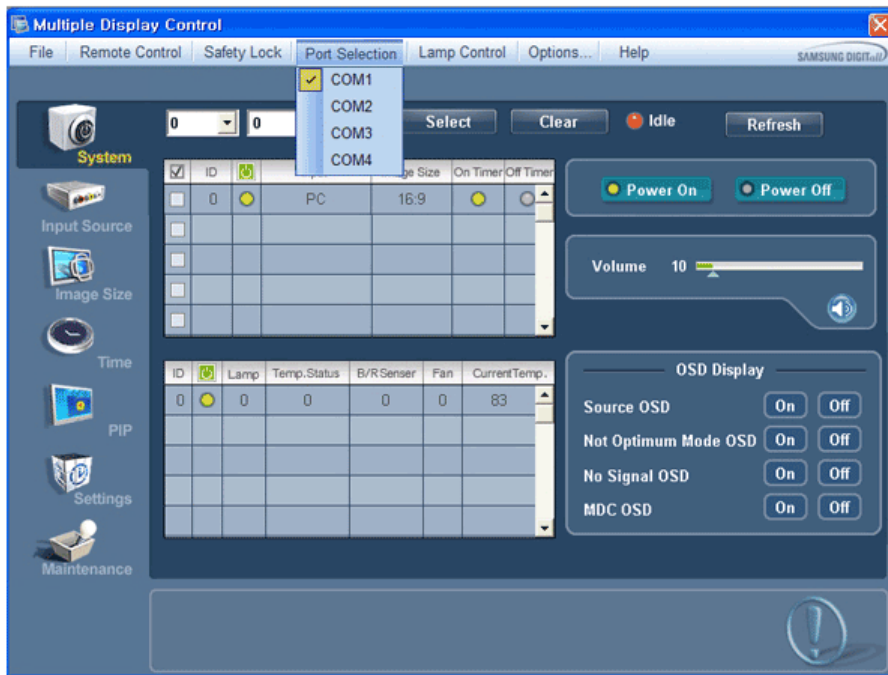 Multiple Display Control
File Remote Control Safety Lock Port Selection Lamp Control Options... Help
SAMSUNG DIGITall
COM1
COM2
COM3
COM4
0 0 Select Clear Idle Refresh
System
Input Source
Image Size
Time
PIP
Settings
Maintenance
ID Size On Timer Off Timer
0 PC 16:9
ID Lamp Temp.Status B/RSenser Fan CurrentTemp.
0 0 0 0 0 83
Power On Power Off
Volume 10
OSD Display
Source OSD On Off
Not Optimum Mode OSD On Off
No Signal OSD On Off
MDC OSD On Off